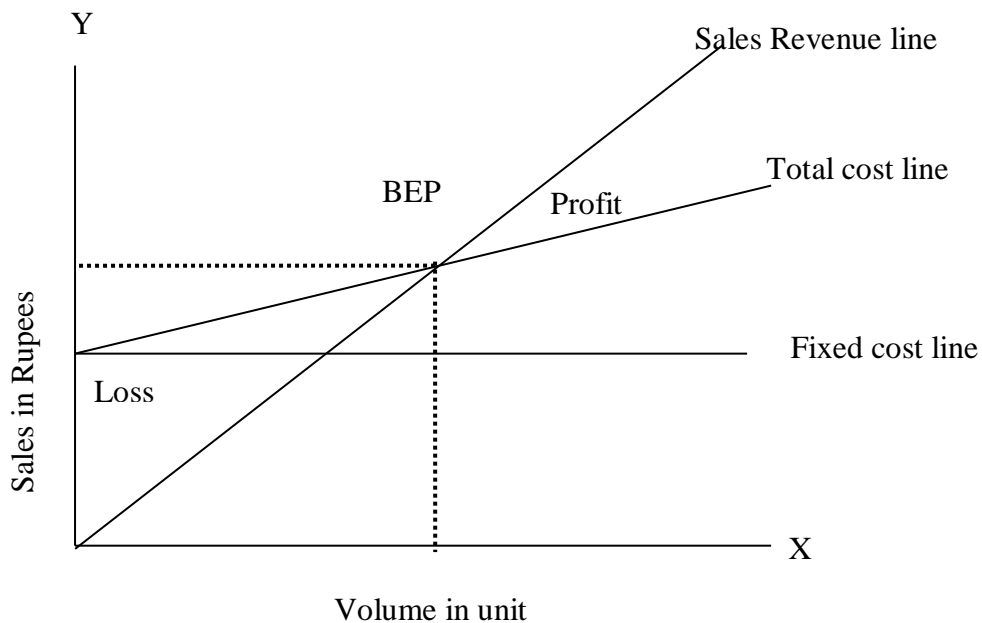 Y
Sales Revenue line
Total cost line
BEP
Profit
Sales in Rupees
Fixed cost line
Loss
X
Volume in unit